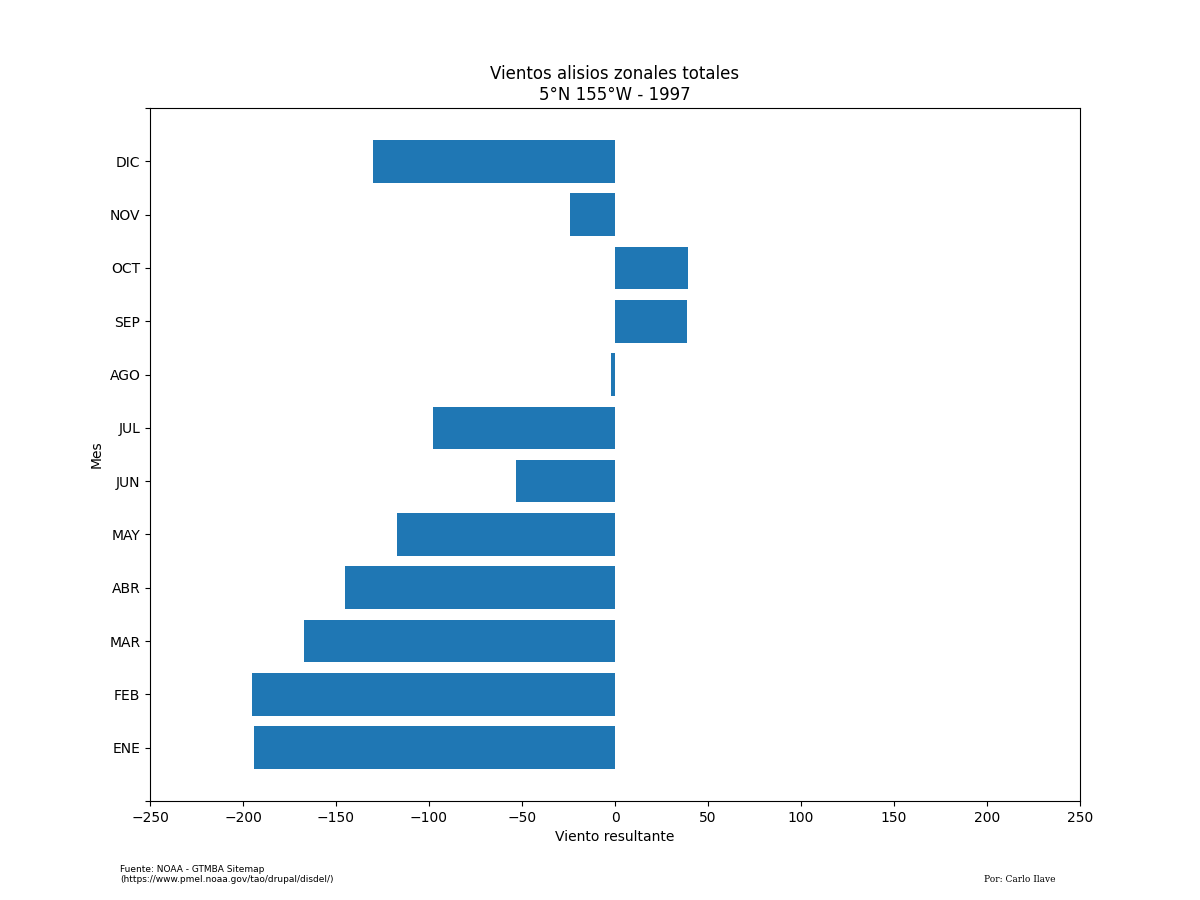 Vientos alisios zonales totales
5°N 155°W - 1997
DIC
NOV
OCT
SEP
AGO
JUL
JUN
MAY
ABR
MAR
FEB
ENE
Mes
−250 −200 −150 −100 −50 0 50 100 150 200 250
Viento resultante
Fuente: NOAA - GTMBA Sitemap
(https://www.pmel.noaa.gov/tao/drupal/disdel/)
Por: Carlo Ilave